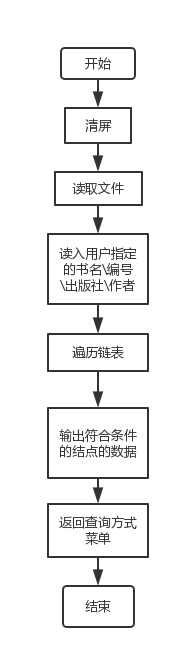 开始
清屏
读取文件
读入用户指定
的书名\编号
\出版社\作者
遍历链表
输出符合条件
的结点的数据
返回查询方式
菜单
结束